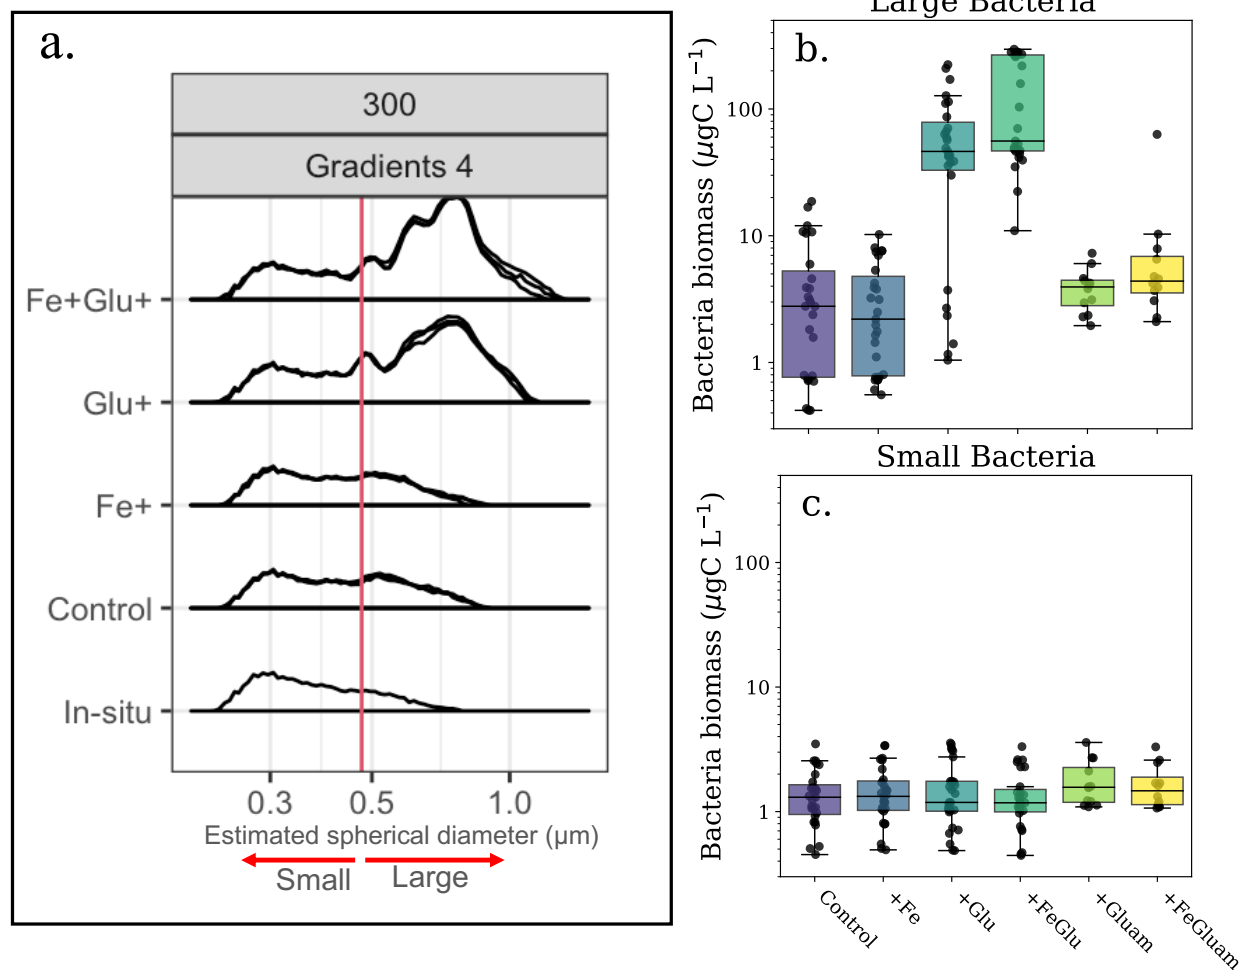 a.
300
Gradients 4
Fe+Glu+
Glu+
Fe+
Control
In-situ
0.3 0.5 1.0
Estimated spherical diameter (μm)
Small Large
Large Bacteria
b.
Bacteria biomass (μgC L⁻¹)
100
10
1
Small Bacteria
c.
Bacteria biomass (μgC L⁻¹)
100
10
1
Control +Fe +Glu +FeGlu +Gluam +FeGluam